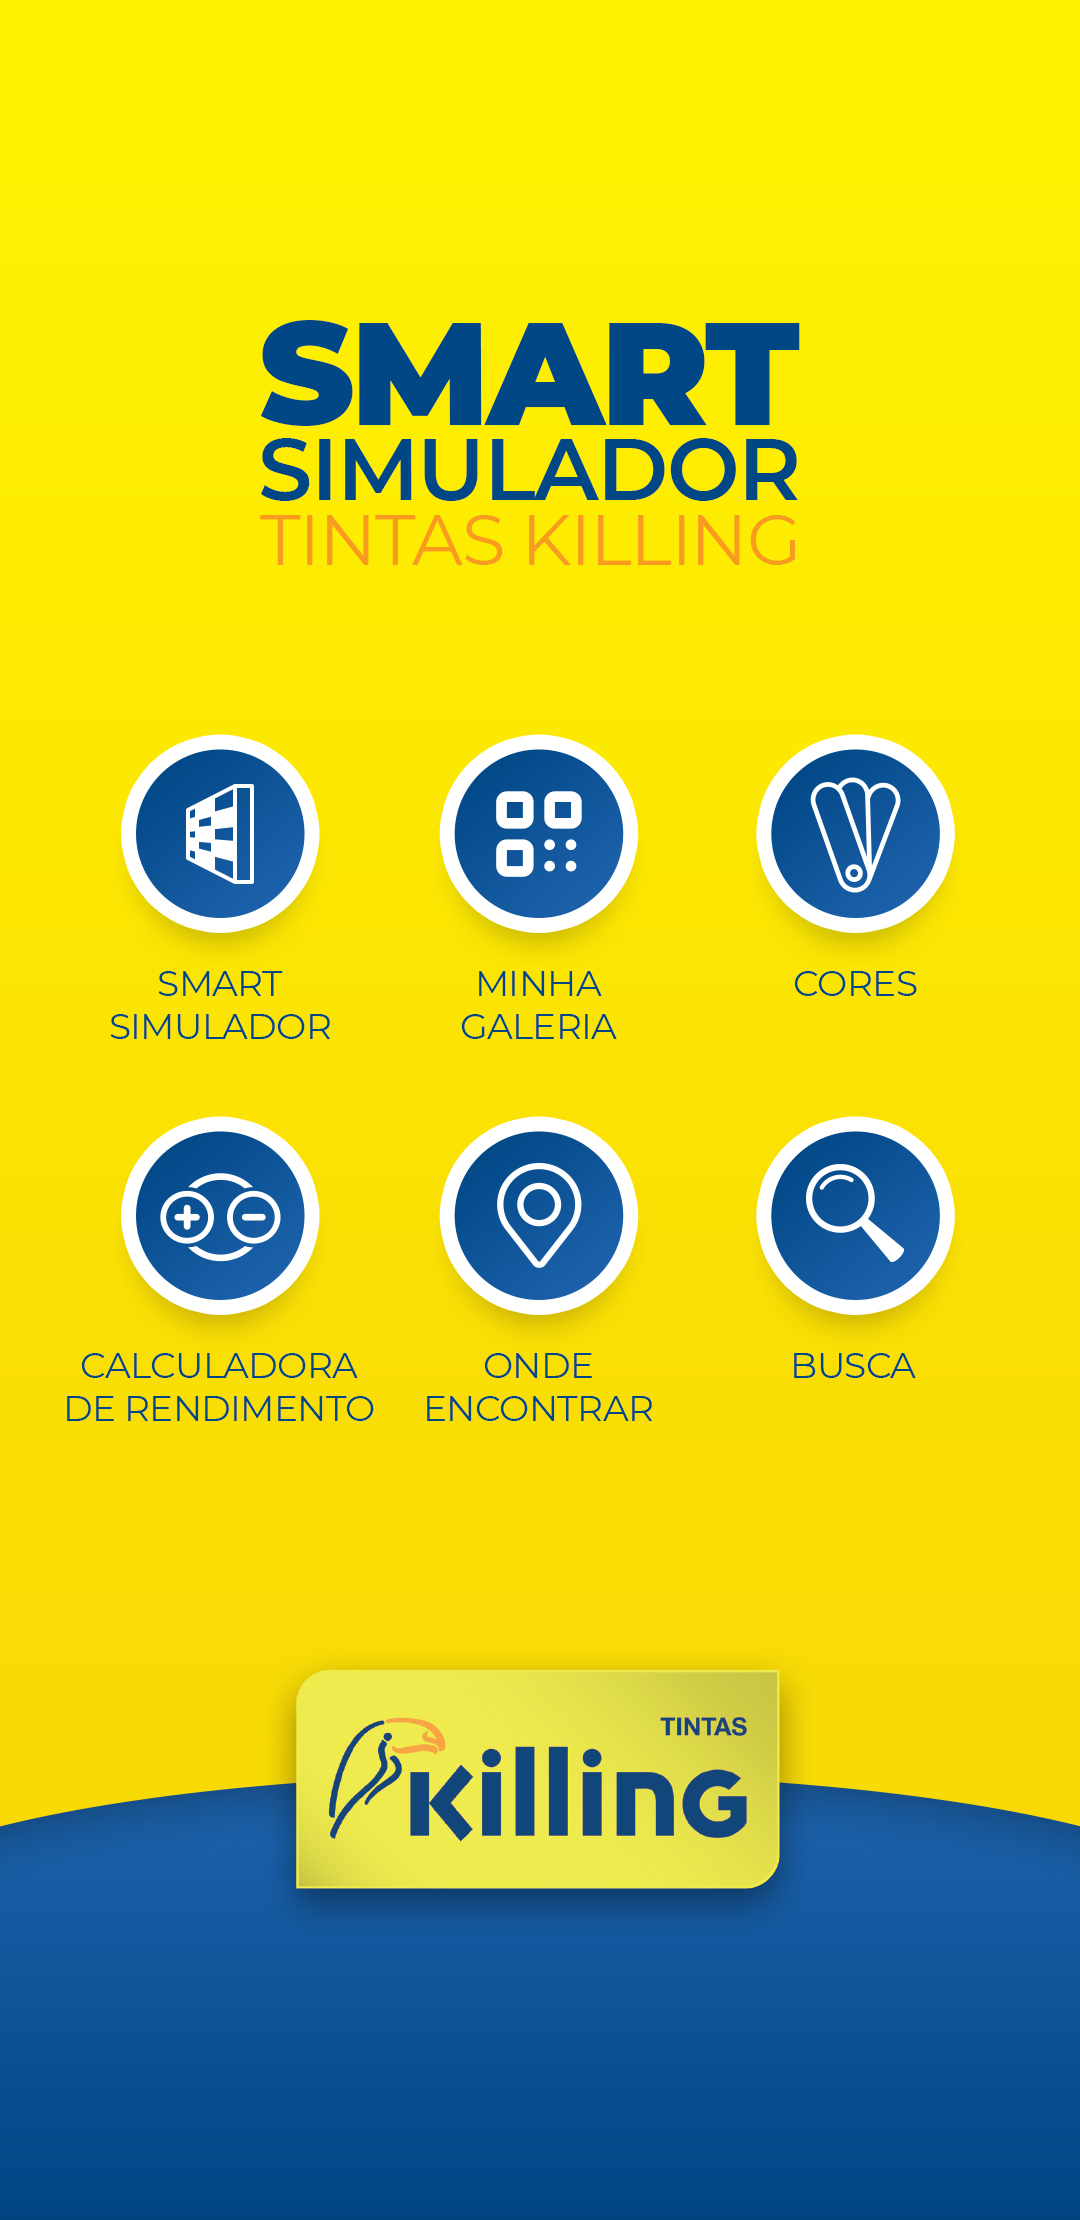 SMART
SIMULADOR
TINTAS KILLING
SMART
SIMULADOR
MINHA
GALERIA
CORES
CALCULADORA
DE RENDIMENTO
ONDE
ENCONTRAR
BUSCA
TINTAS
Killing